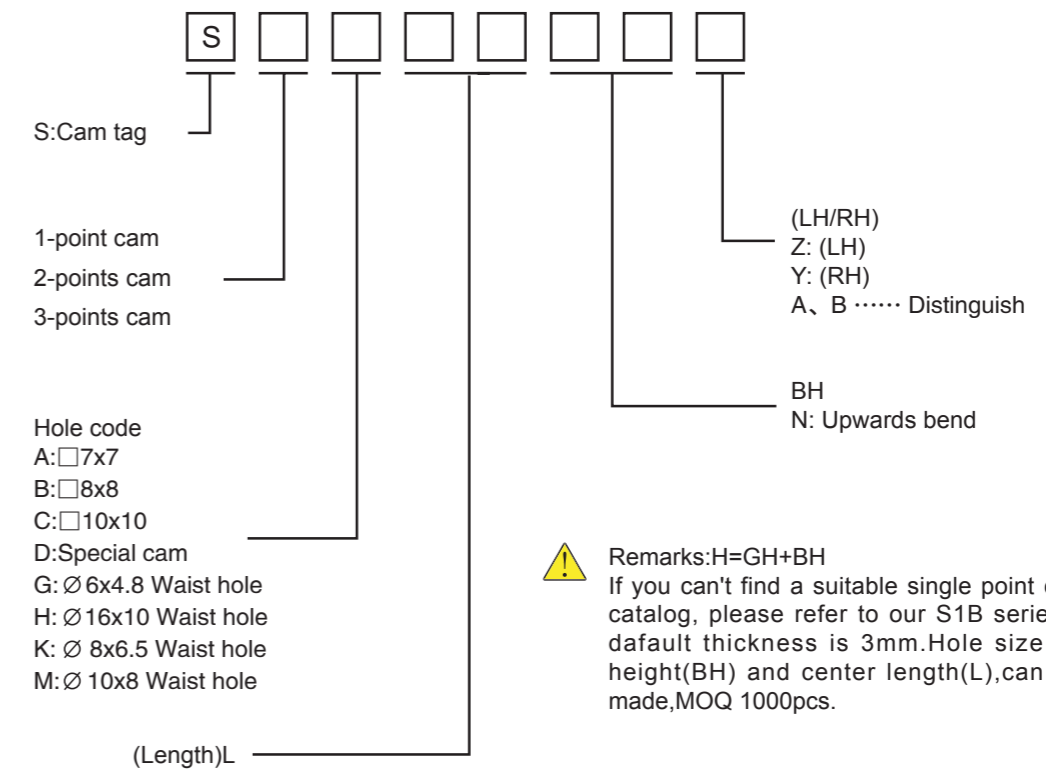 S
S:Cam tag
1-point cam
2-points cam
3-points cam
(LH/RH)
Z: (LH)
Y: (RH)
A、B ······ Distinguish
BH
N: Upwards bend
Hole code
A:□7x7
B:□8x8
C:□10x10
D:Special cam
G:∅6x4.8 Waist hole
H:∅16x10 Waist hole
K: ∅ 8x6.5 Waist hole
M:∅ 10x8 Waist hole
(Length)L
Remarks:H=GH+BH
If you can't find a suitable single point
catalog, please refer to our S1B
dafault thickness is 3mm.Hole size
height(BH) and center length(L),can
made,MOQ 1000pcs.